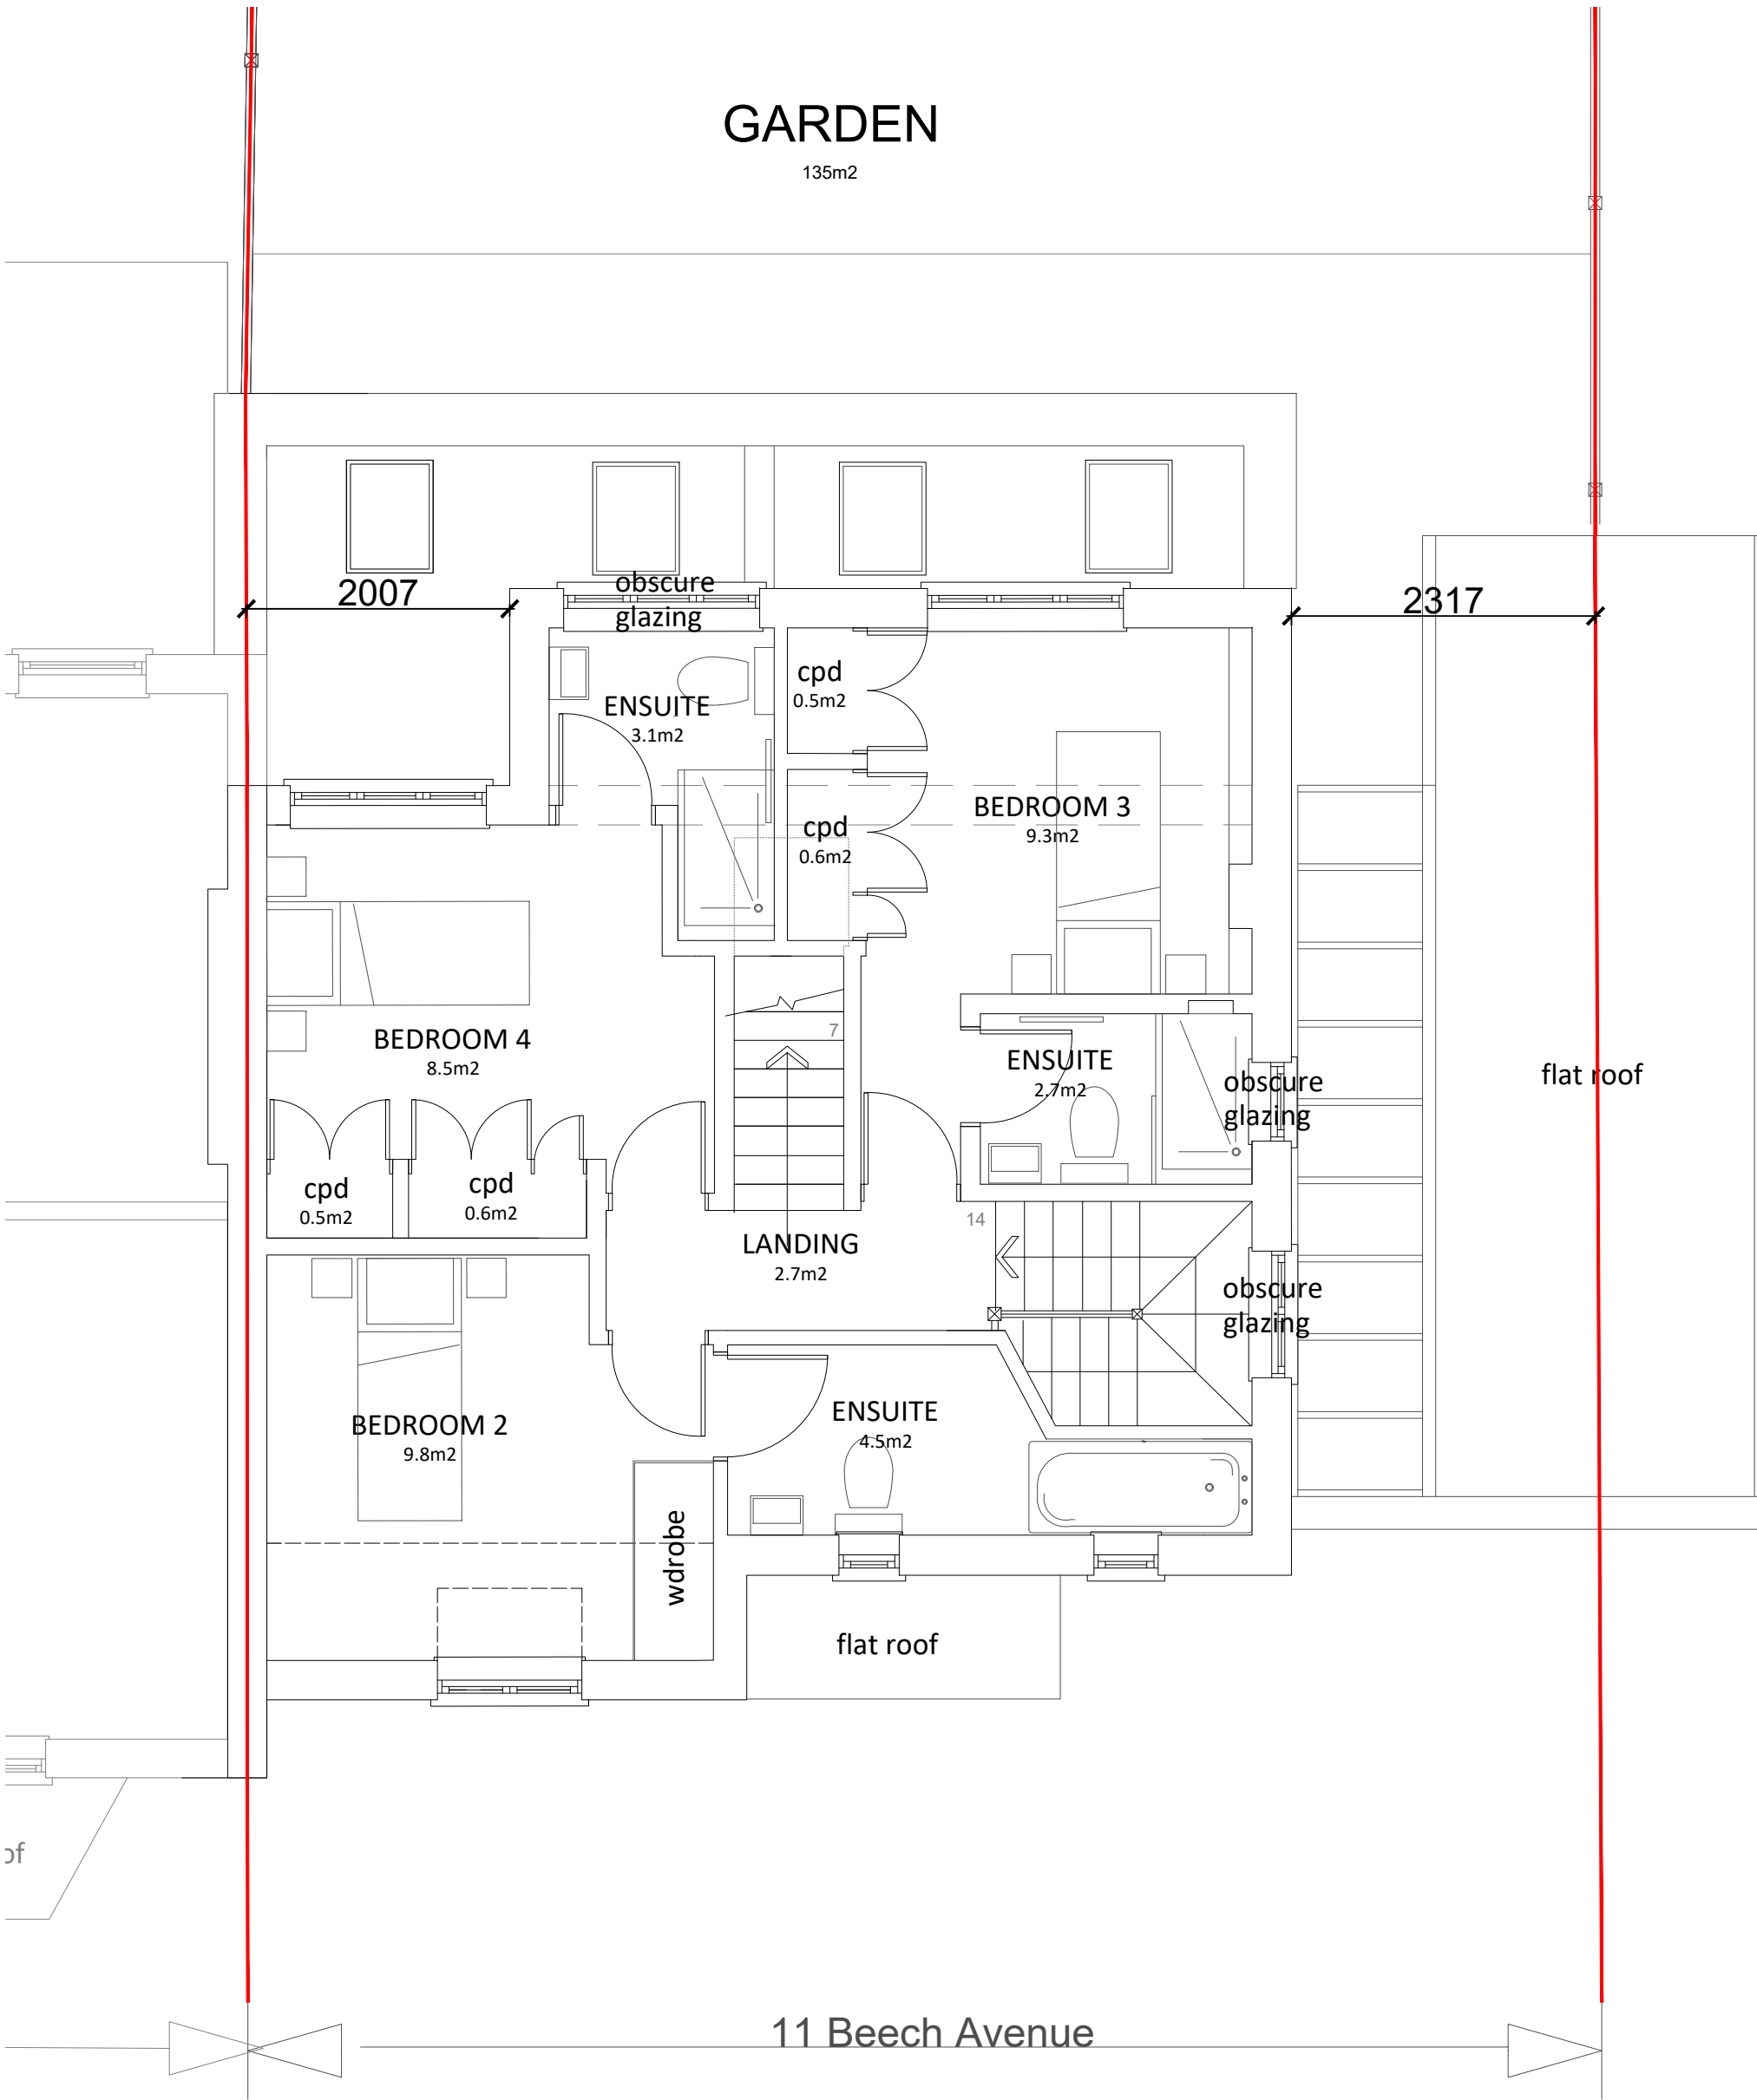 GARDEN
135m2
2007
obscure
glazing
2317
ENSUITE
3.1m2
cpd
0.5m2
cpd
0.6m2
BEDROOM 3
9.3m2
7
BEDROOM 4
8.5m2
ENSUITE
2.7m2
obscure
glazing
flat roof
cpd
0.5m2
cpd
0.6m2
14
LANDING
2.7m2
obscure
glazing
BEDROOM 2
9.8m2
ENSUITE
4.5m2
wdrobe
flat roof
of
11 Beech Avenue